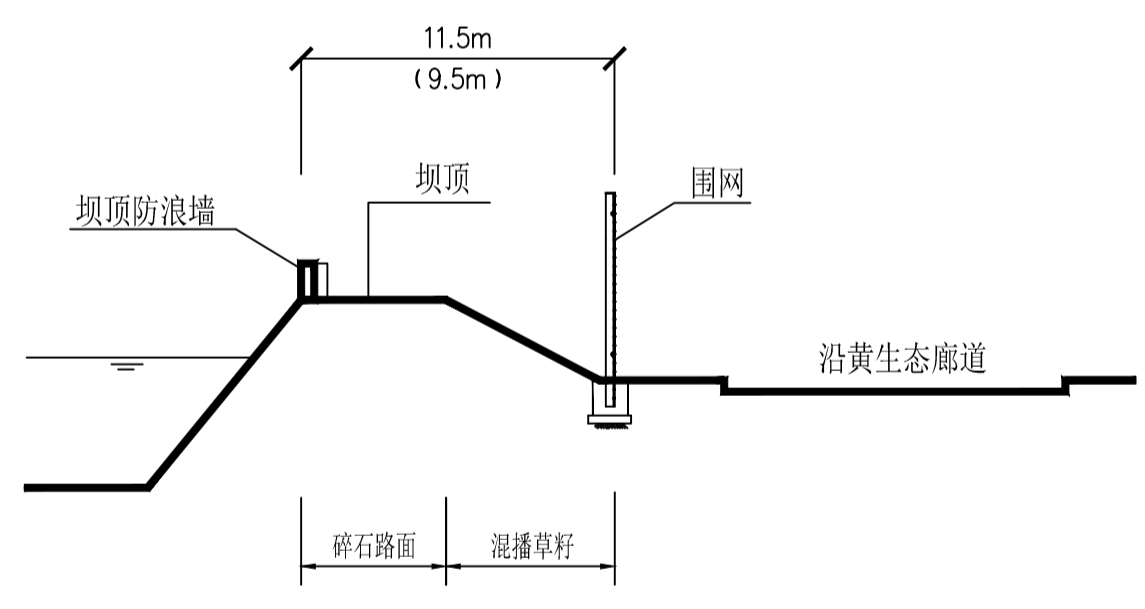 11.5m
(9.5m)
坝顶
围网
坝顶防浪墙
沿黄生态廊道
碎石路面
混播草籽